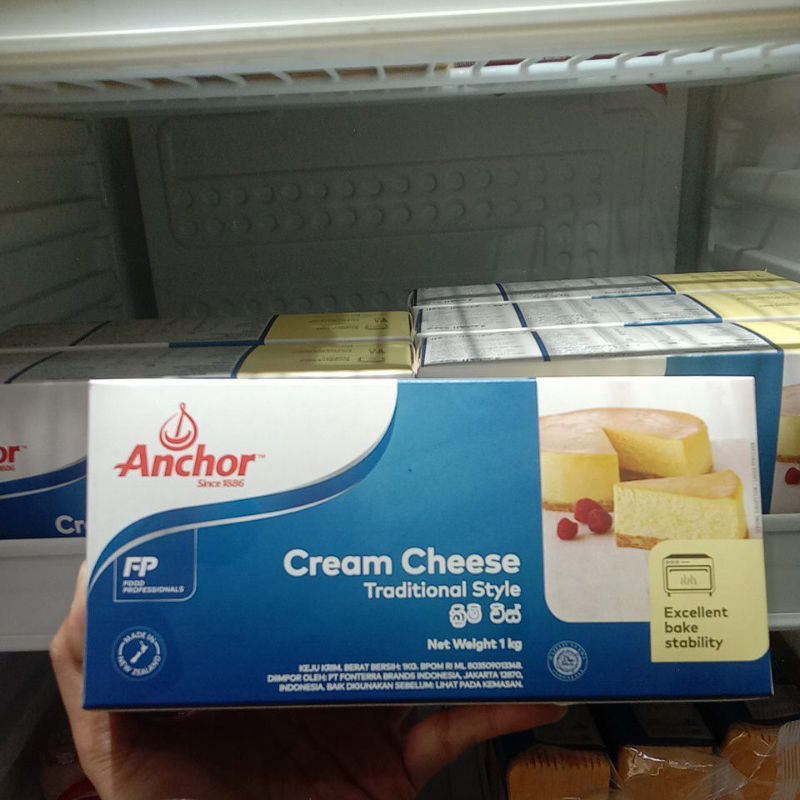 Anchor™
Since 1886
FP
FOOD
PROFESSIONALS
MADE IN
NEW ZEALAND
Cream Cheese
Traditional Style
ක්‍රීම් චීස්
Net Weight 1 kg
KEJU KRIM. BERAT BERSIH: 1KG. BPOM RI ML 803509013348.
DIIMPOR OLEH: PT FONTERRA BRANDS INDONESIA, JAKARTA 12870,
INDONESIA. BAIK DIGUNAKAN SEBELUM: LIHAT PADA KEMASAN.
Excellent
bake
stability